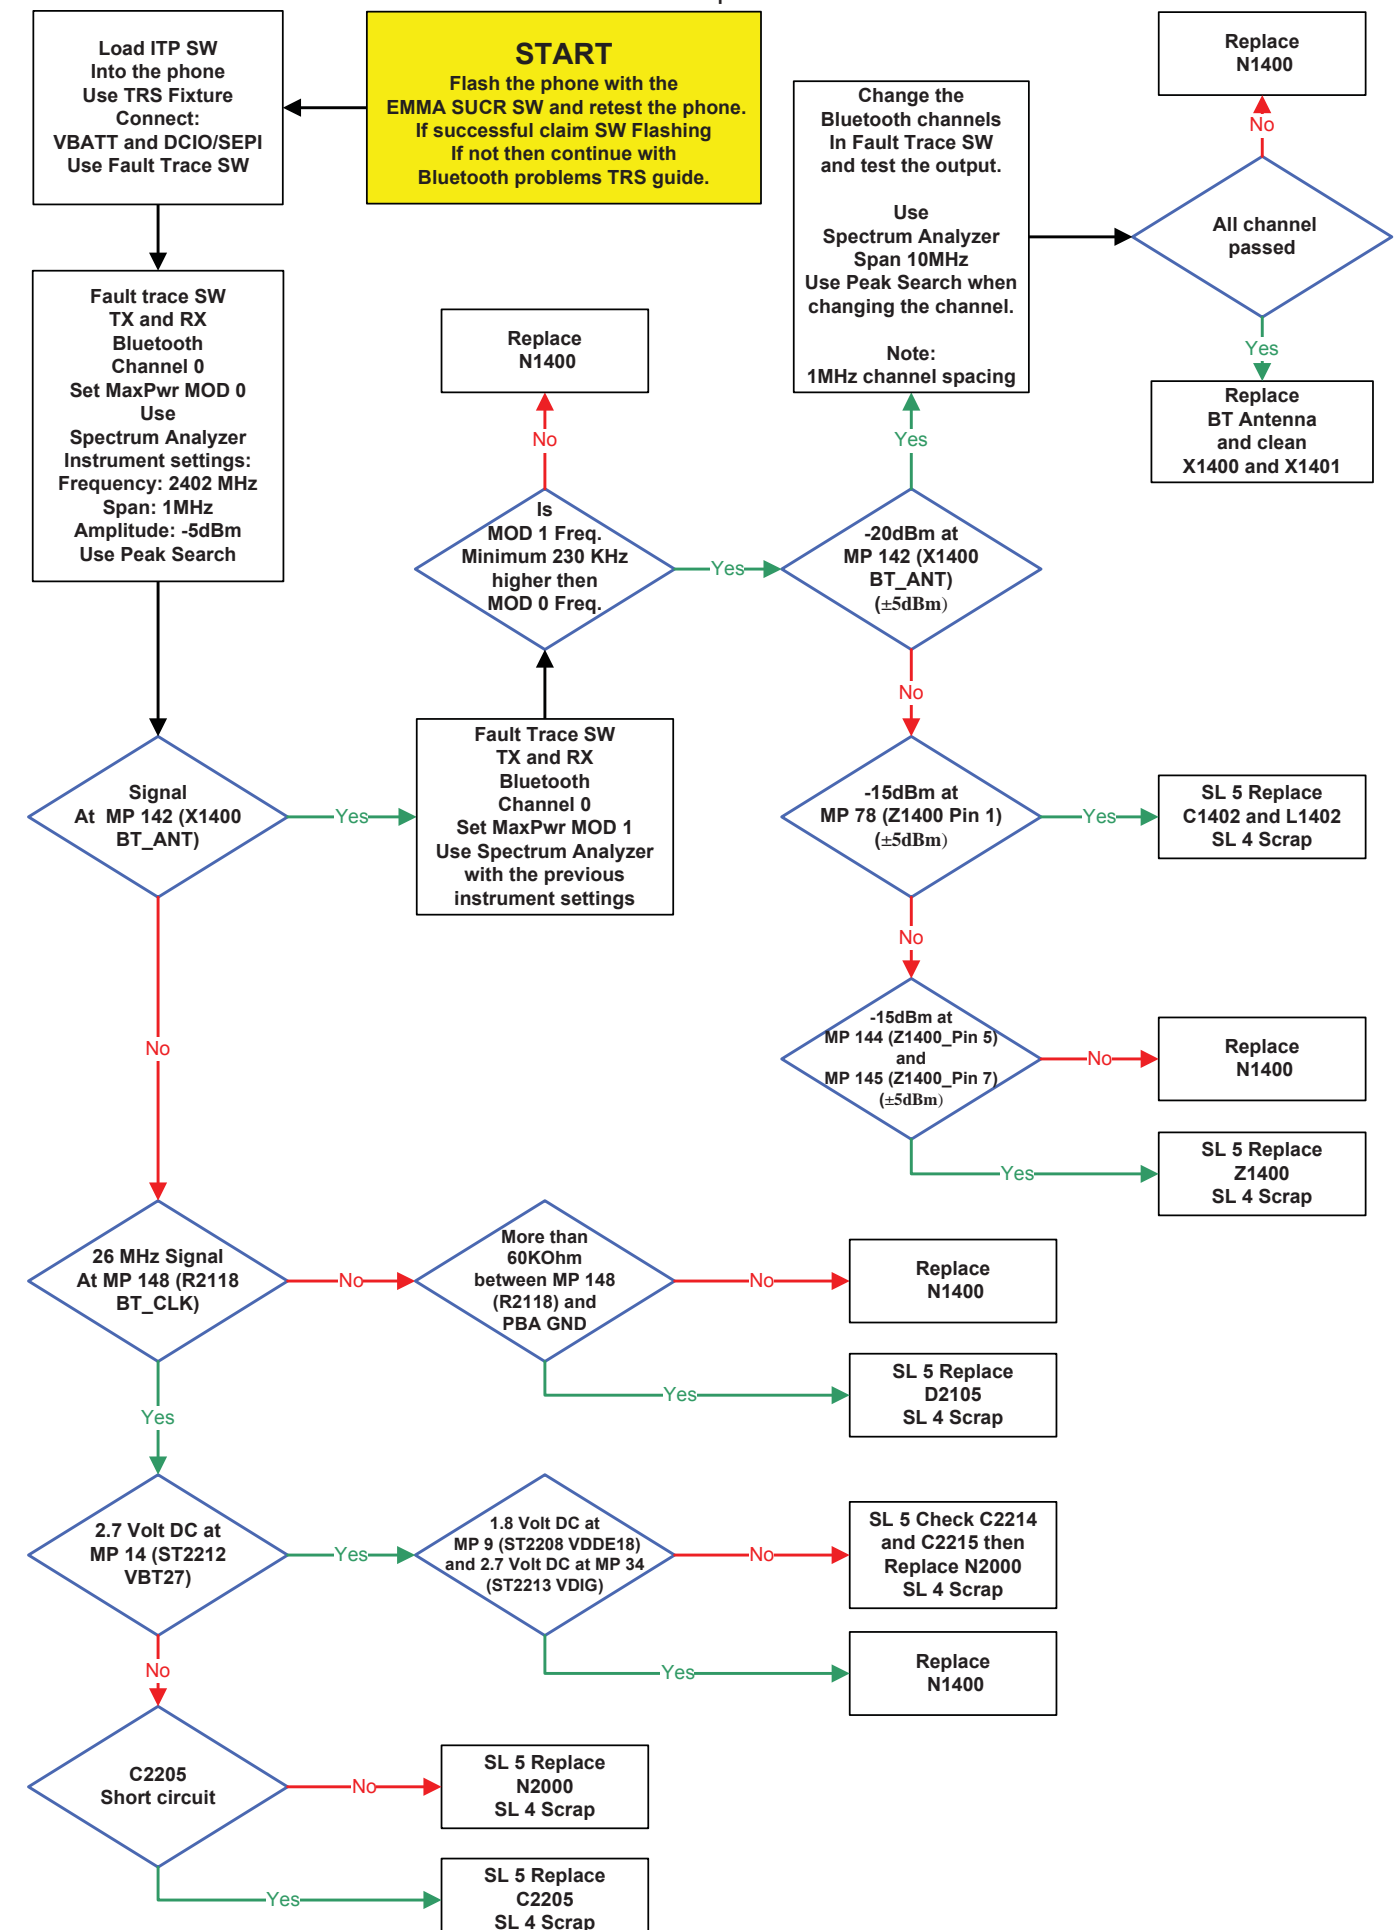 START
Flash the phone with the
EMMA SUCR SW and retest the phone.
If successful claim SW Flashing
If not then continue with
Bluetooth problems TRS guide.
Load ITP SW
Into the phone
Use TRS Fixture
Connect:
VBATT and DCIO/SEPI
Use Fault Trace SW
Fault trace SW
TX and RX
Bluetooth
Channel 0
Set MaxPwr MOD 0
Use
Spectrum Analyzer
Instrument settings:
Frequency: 2402 MHz
Span: 1MHz
Amplitude: -5dBm
Use Peak Search
Signal
At MP 142 (X1400
BT_ANT)
Yes
No
Fault Trace SW
TX and RX
Bluetooth
Channel 0
Set MaxPwr MOD 1
Use Spectrum Analyzer
with the previous
instrument settings
Is
MOD 1 Freq.
Minimum 230 KHz
higher then
MOD 0 Freq.
No
Replace
N1400
Yes
-20dBm at
MP 142 (X1400
BT_ANT)
(±5dBm)
Yes
Change the
Bluetooth channels
In Fault Trace SW
and test the output.
Use
Spectrum Analyzer
Span 10MHz
Use Peak Search when
changing the channel.
Note:
1MHz channel spacing
All channel
passed
No
Replace
N1400
Yes
Replace
BT Antenna
and clean
X1400 and X1401
No
-15dBm at
MP 78 (Z1400 Pin 1)
(±5dBm)
Yes
SL 5 Replace
C1402 and L1402
SL 4 Scrap
No
-15dBm at
MP 144 (Z1400_Pin 5)
and
MP 145 (Z1400_Pin 7)
(±5dBm)
No
Replace
N1400
Yes
SL 5 Replace
Z1400
SL 4 Scrap
26 MHz Signal
At MP 148 (R2118
BT_CLK)
No
More than
60KOhm
between MP 148
(R2118) and
PBA GND
No
Replace
N1400
Yes
SL 5 Replace
D2105
SL 4 Scrap
Yes
2.7 Volt DC at
MP 14 (ST2212
VBT27)
Yes
1.8 Volt DC at
MP 9 (ST2208 VDDE18)
and 2.7 Volt DC at MP 34
(ST2213 VDIG)
No
SL 5 Check C2214
and C2215 then
Replace N2000
SL 4 Scrap
Yes
Replace
N1400
No
C2205
Short circuit
No
SL 5 Replace
N2000
SL 4 Scrap
Yes
SL 5 Replace
C2205
SL 4 Scrap